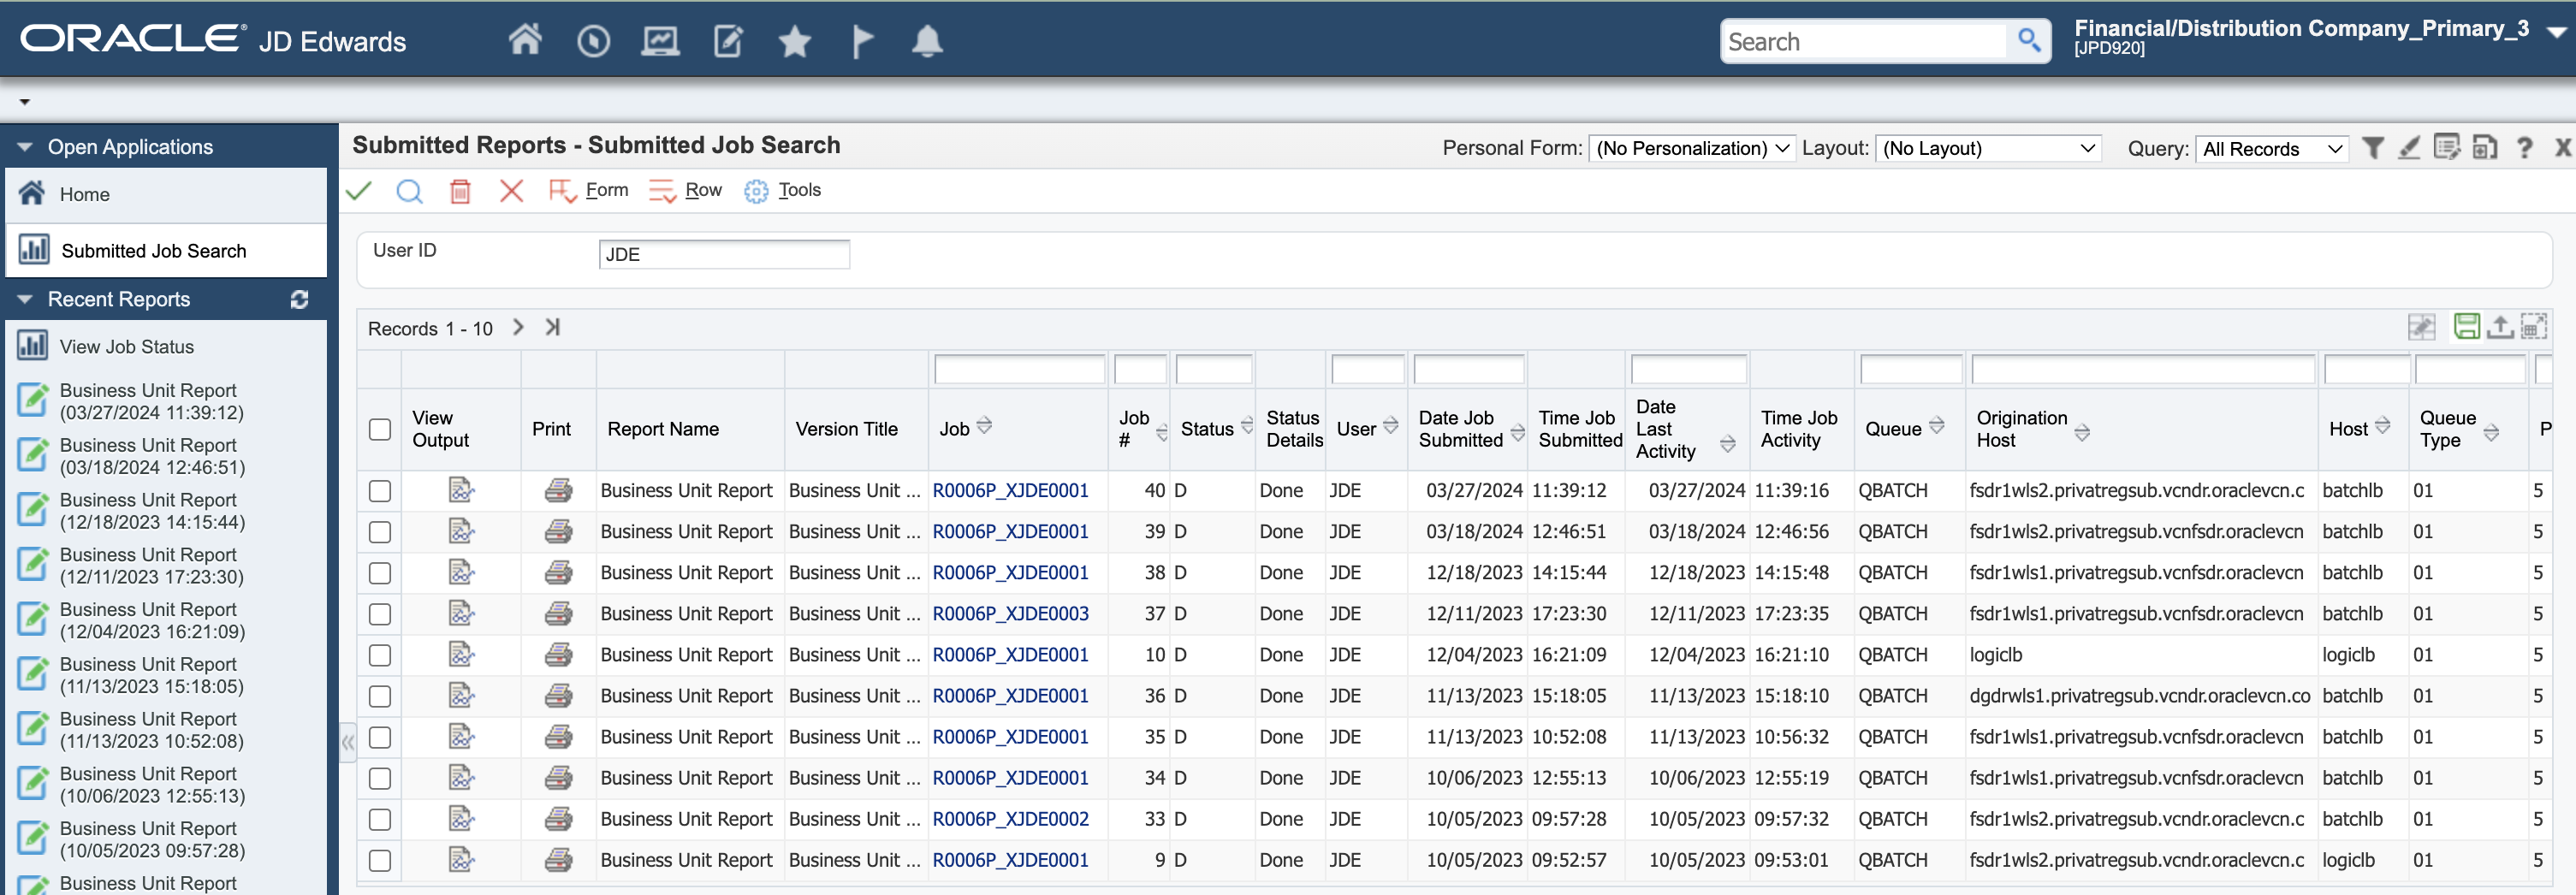 ORACLE® JD Edwards
Search
Financial/Distribution Company_Primary_3
[JPD920]
Open Applications
Home
Submitted Job Search
Recent Reports
View Job Status
Business Unit Report
(03/27/2024 11:39:12)
Business Unit Report
(03/18/2024 12:46:51)
Business Unit Report
(12/18/2023 14:15:44)
Business Unit Report
(12/11/2023 17:23:30)
Business Unit Report
(12/04/2023 16:21:09)
Business Unit Report
(11/13/2023 15:18:05)
Business Unit Report
(11/13/2023 10:52:08)
Business Unit Report
(10/06/2023 12:55:13)
Business Unit Report
(10/05/2023 09:57:28)
Business Unit Report
Submitted Reports - Submitted Job Search
Personal Form: (No Personalization) Layout: (No Layout) Query: All Records ? X
Form Row Tools
User ID JDE
Records 1 - 10
View Output Print Report Name Version Title Job Job # Status Status Details User Date Job Submitted Time Job Submitted Date Last Activity Time Job Activity Queue Origination Host Host Queue Type P
Business Unit Report Business Unit ... R0006P_XJDE0001 40 D Done JDE 03/27/2024 11:39:12 03/27/2024 11:39:16 QBATCH fsdr1wls2.privatregsub.vcndr.oraclevcn.c batchlb 01 5
Business Unit Report Business Unit ... R0006P_XJDE0001 39 D Done JDE 03/18/2024 12:46:51 03/18/2024 12:46:56 QBATCH fsdr1wls2.privatregsub.vcnfsdr.oraclevcn batchlb 01 5
Business Unit Report Business Unit ... R0006P_XJDE0001 38 D Done JDE 12/18/2023 14:15:44 12/18/2023 14:15:48 QBATCH fsdr1wls1.privatregsub.vcnfsdr.oraclevcn batchlb 01 5
Business Unit Report Business Unit ... R0006P_XJDE0003 37 D Done JDE 12/11/2023 17:23:30 12/11/2023 17:23:35 QBATCH fsdr1wls1.privatregsub.vcnfsdr.oraclevcn batchlb 01 5
Business Unit Report Business Unit ... R0006P_XJDE0001 10 D Done JDE 12/04/2023 16:21:09 12/04/2023 16:21:10 QBATCH logiclb logiclb 01 5
Business Unit Report Business Unit ... R0006P_XJDE0001 36 D Done JDE 11/13/2023 15:18:05 11/13/2023 15:18:10 QBATCH dgdrwls1.privatregsub.vcndr.oraclevcn.co batchlb 01 5
Business Unit Report Business Unit ... R0006P_XJDE0001 35 D Done JDE 11/13/2023 10:52:08 11/13/2023 10:56:32 QBATCH fsdr1wls1.privatregsub.vcnfsdr.oraclevcn batchlb 01 5
Business Unit Report Business Unit ... R0006P_XJDE0001 34 D Done JDE 10/06/2023 12:55:13 10/06/2023 12:55:19 QBATCH fsdr1wls1.privatregsub.vcnfsdr.oraclevcn batchlb 01 5
Business Unit Report Business Unit ... R0006P_XJDE0002 33 D Done JDE 10/05/2023 09:57:28 10/05/2023 09:57:32 QBATCH fsdr1wls2.privatregsub.vcndr.oraclevcn.c batchlb 01 5
Business Unit Report Business Unit ... R0006P_XJDE0001 9 D Done JDE 10/05/2023 09:52:57 10/05/2023 09:53:01 QBATCH fsdr1wls2.privatregsub.vcndr.oraclevcn.c logiclb 01 5